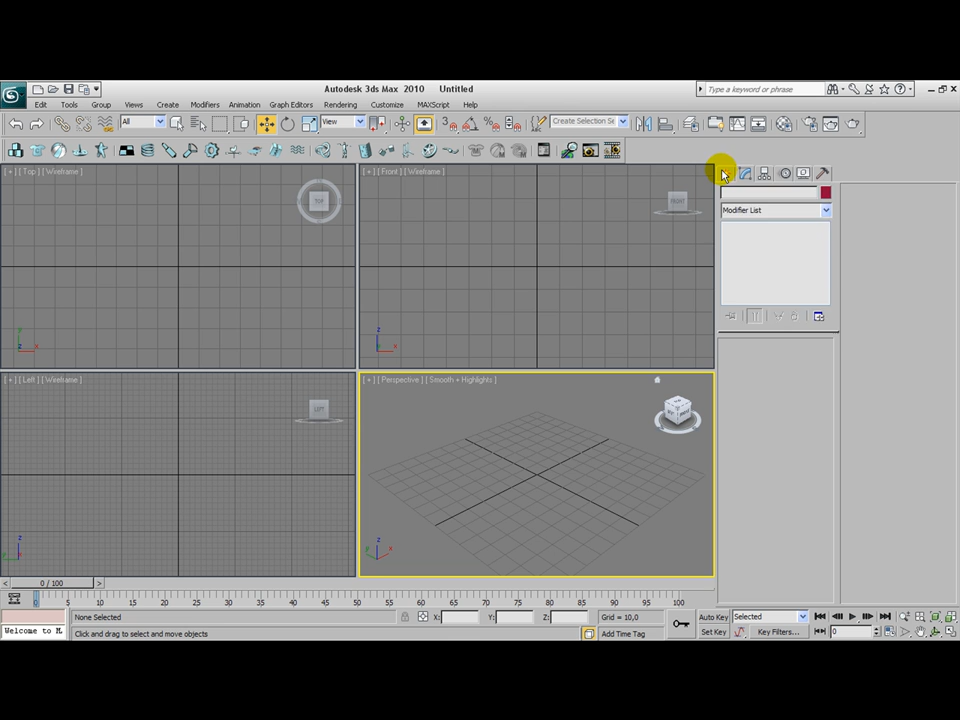 Autodesk 3ds Max 2010 Untitled
Type a keyword or phrase
Edit Tools Group Views Create Modifiers Animation Graph Editors Rendering Customize MAXScript Help
All
View
3
Create Selection Se
[ + ] [ Top ] [ Wireframe ]
[ + ] [ Front ] [ Wireframe ]
TOP
FRONT
Modifier List
y
z x
z
x
[ + ] [ Left ] [ Wireframe ]
[ + ] [ Perspective ] [ Smooth + Highlights ]
LEFT
z
y
z
y x
< 0 / 100 >
0 5 10 15 20 25 30 35 40 45 50 55 60 65 70 75 80 85 90 95 100
None Selected
X: Y: Z:
Grid = 10,0
Auto Key
Selected
Welcome to M
Click and drag to select and move objects
Add Time Tag
Set Key
Key Filters...
0